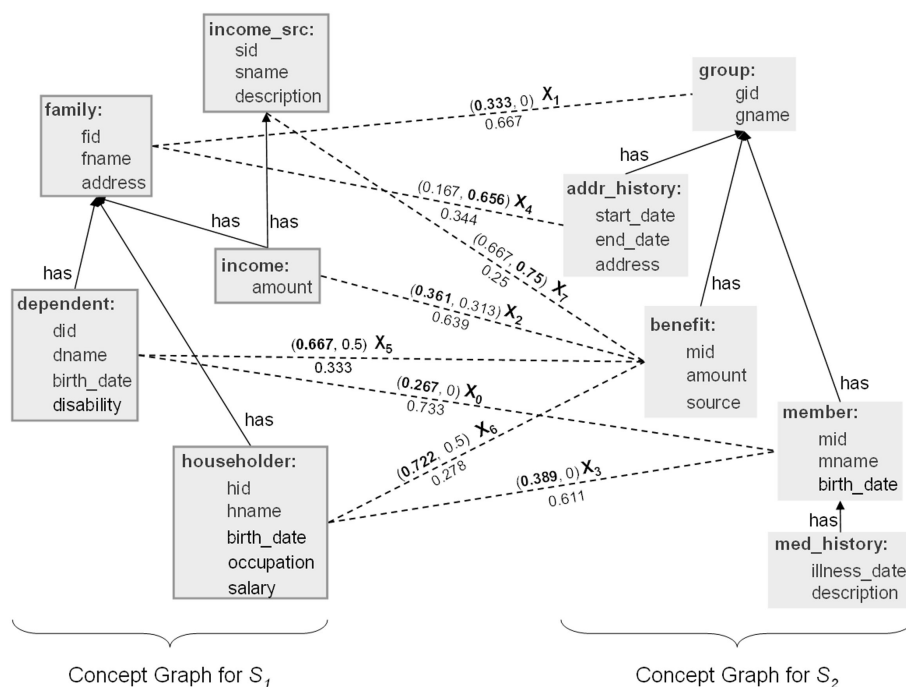 income_src:
sid
sname
description
family:
fid
fname
address
has
has
income:
amount
has
dependent:
did
dname
birth_date
disability
has
householder:
hid
hname
birth_date
occupation
salary
Concept Graph for S1
(0.333, 0) X1
0.667
(0.167, 0.656) X4
0.344
(0.667, 0.75) X7
0.25
(0.361, 0.313) X2
0.639
(0.667, 0.5) X5
0.333
(0.267, 0) X0
0.733
(0.722, 0.5) X6
0.278
(0.389, 0) X3
0.611
group:
gid
gname
has
addr_history:
start_date
end_date
address
has
benefit:
mid
amount
source
has
member:
mid
mname
birth_date
has
med_history:
illness_date
description
Concept Graph for S2